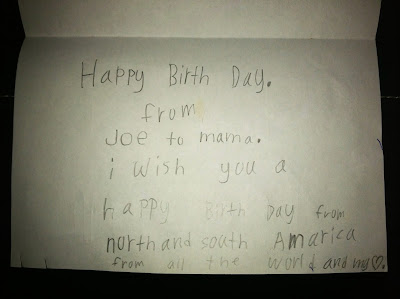 Happy Birth Day.
from
Joe to mama.
i wish you a
happy Birth Day from
north and south Amarica
from all the world and my♡.